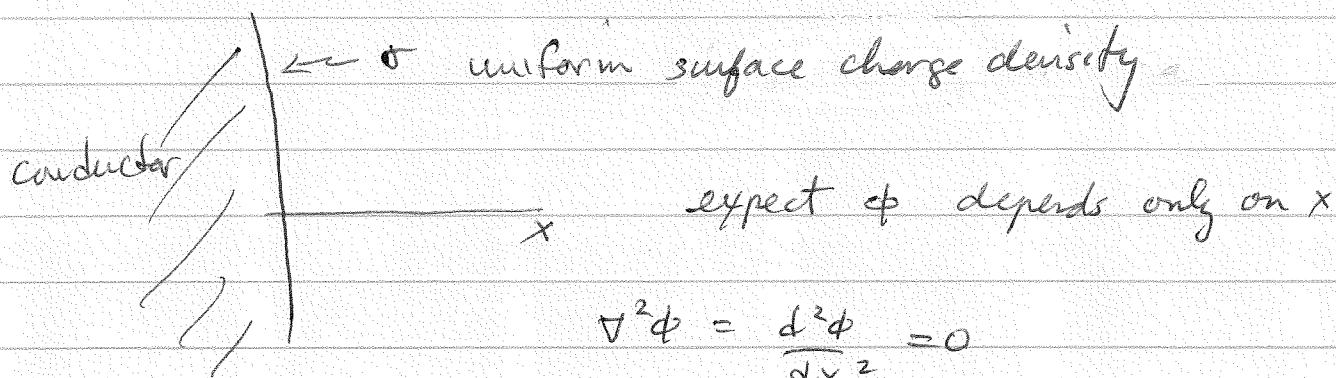 ← σ uniform surface charge density
conductor
expect ϕ depends only on x
x
∇²ϕ = d²ϕ/dx² = 0